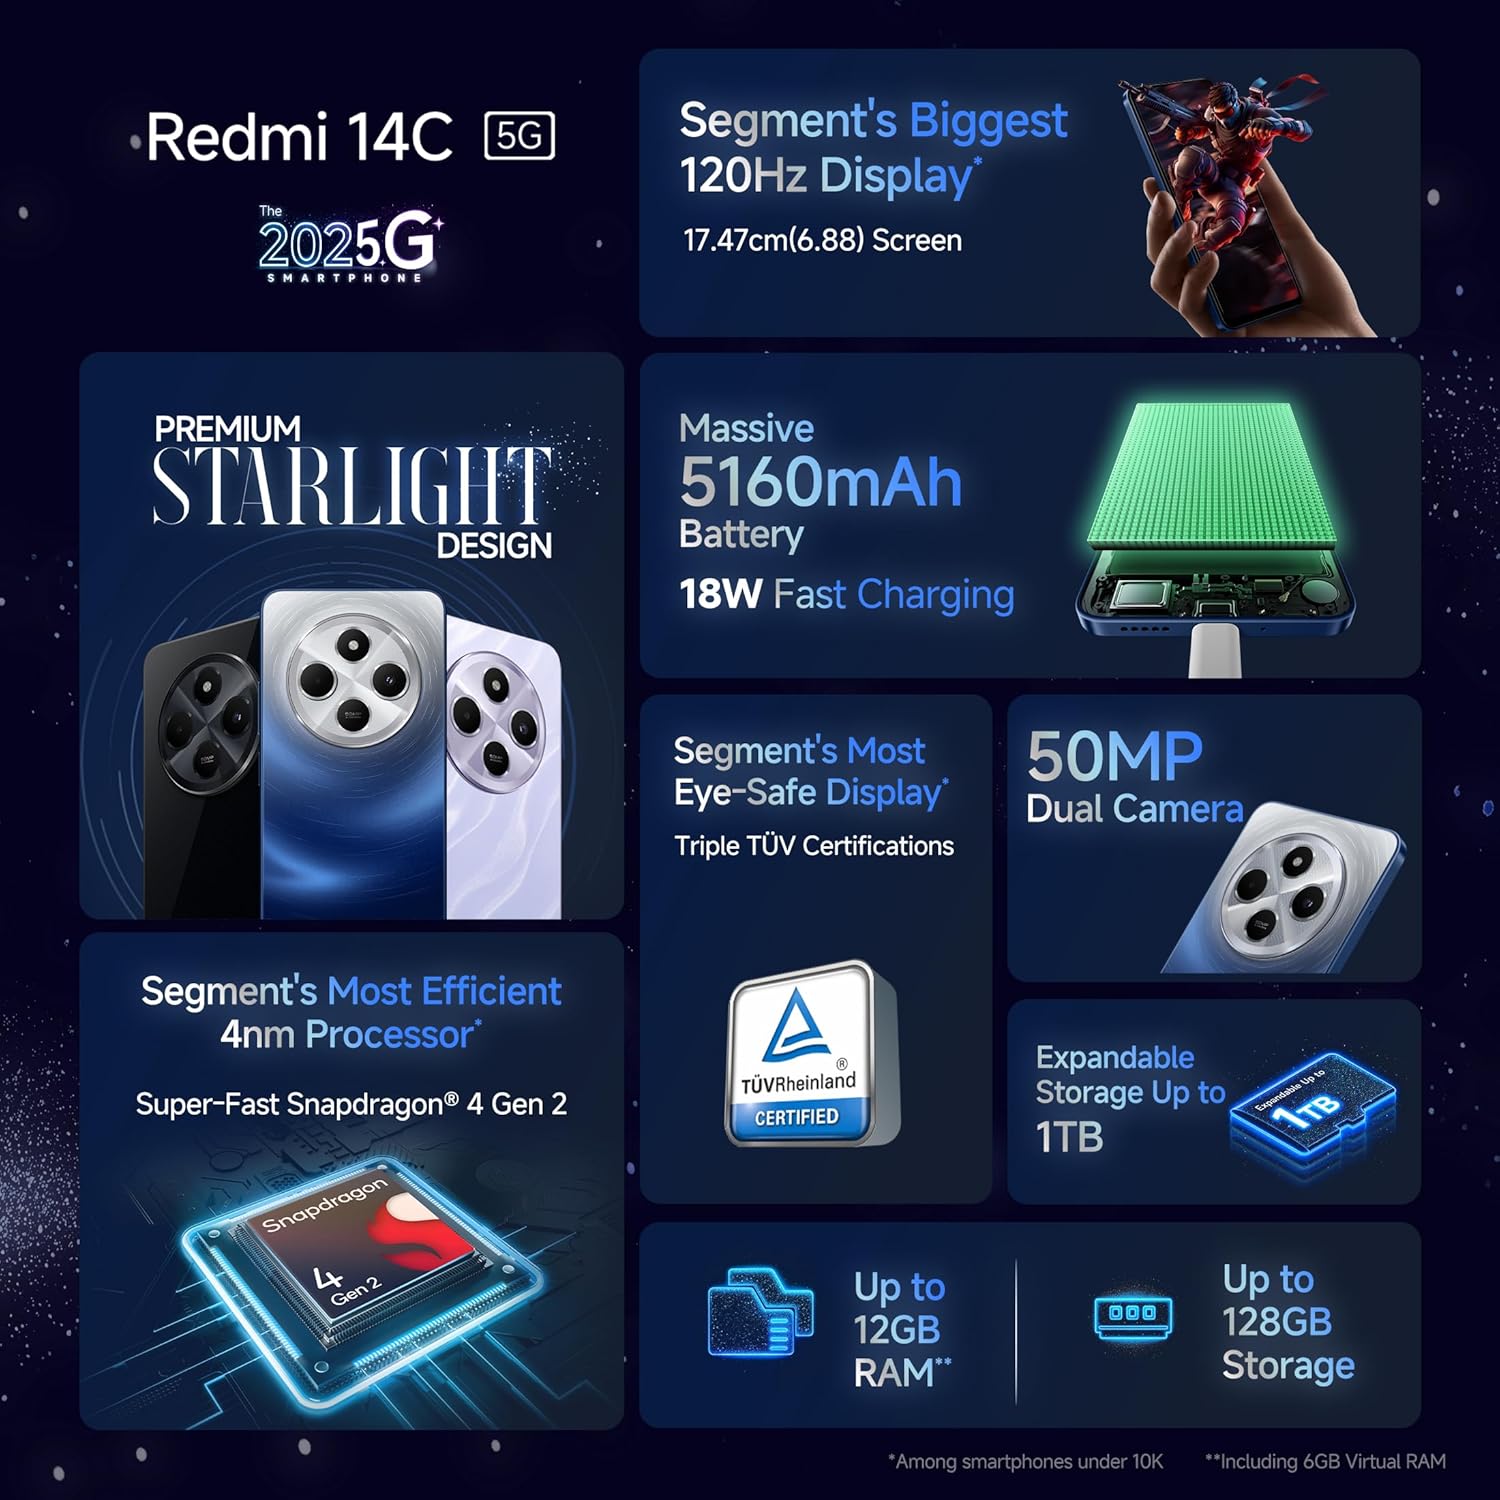 Redmi 14C 5G
The
2025G
SMARTPHONE
Segment's Biggest
120Hz Display*
17.47cm(6.88) Screen
PREMIUM
STARLIGHT
DESIGN
Massive
5160mAh
Battery
18W Fast Charging
Segment's Most
Eye-Safe Display*
Triple TÜV Certifications
®
TÜVRheinland
CERTIFIED
50MP
Dual Camera
Segment's Most Efficient
4nm Processor*
Super-Fast Snapdragon® 4 Gen 2
Snapdragon
4
Gen 2
Expandable
Storage Up to
1TB
Expandable Up to
1TB
Up to
12GB
RAM**
Up to
128GB
Storage
*Among smartphones under 10K
**Including 6GB Virtual RAM